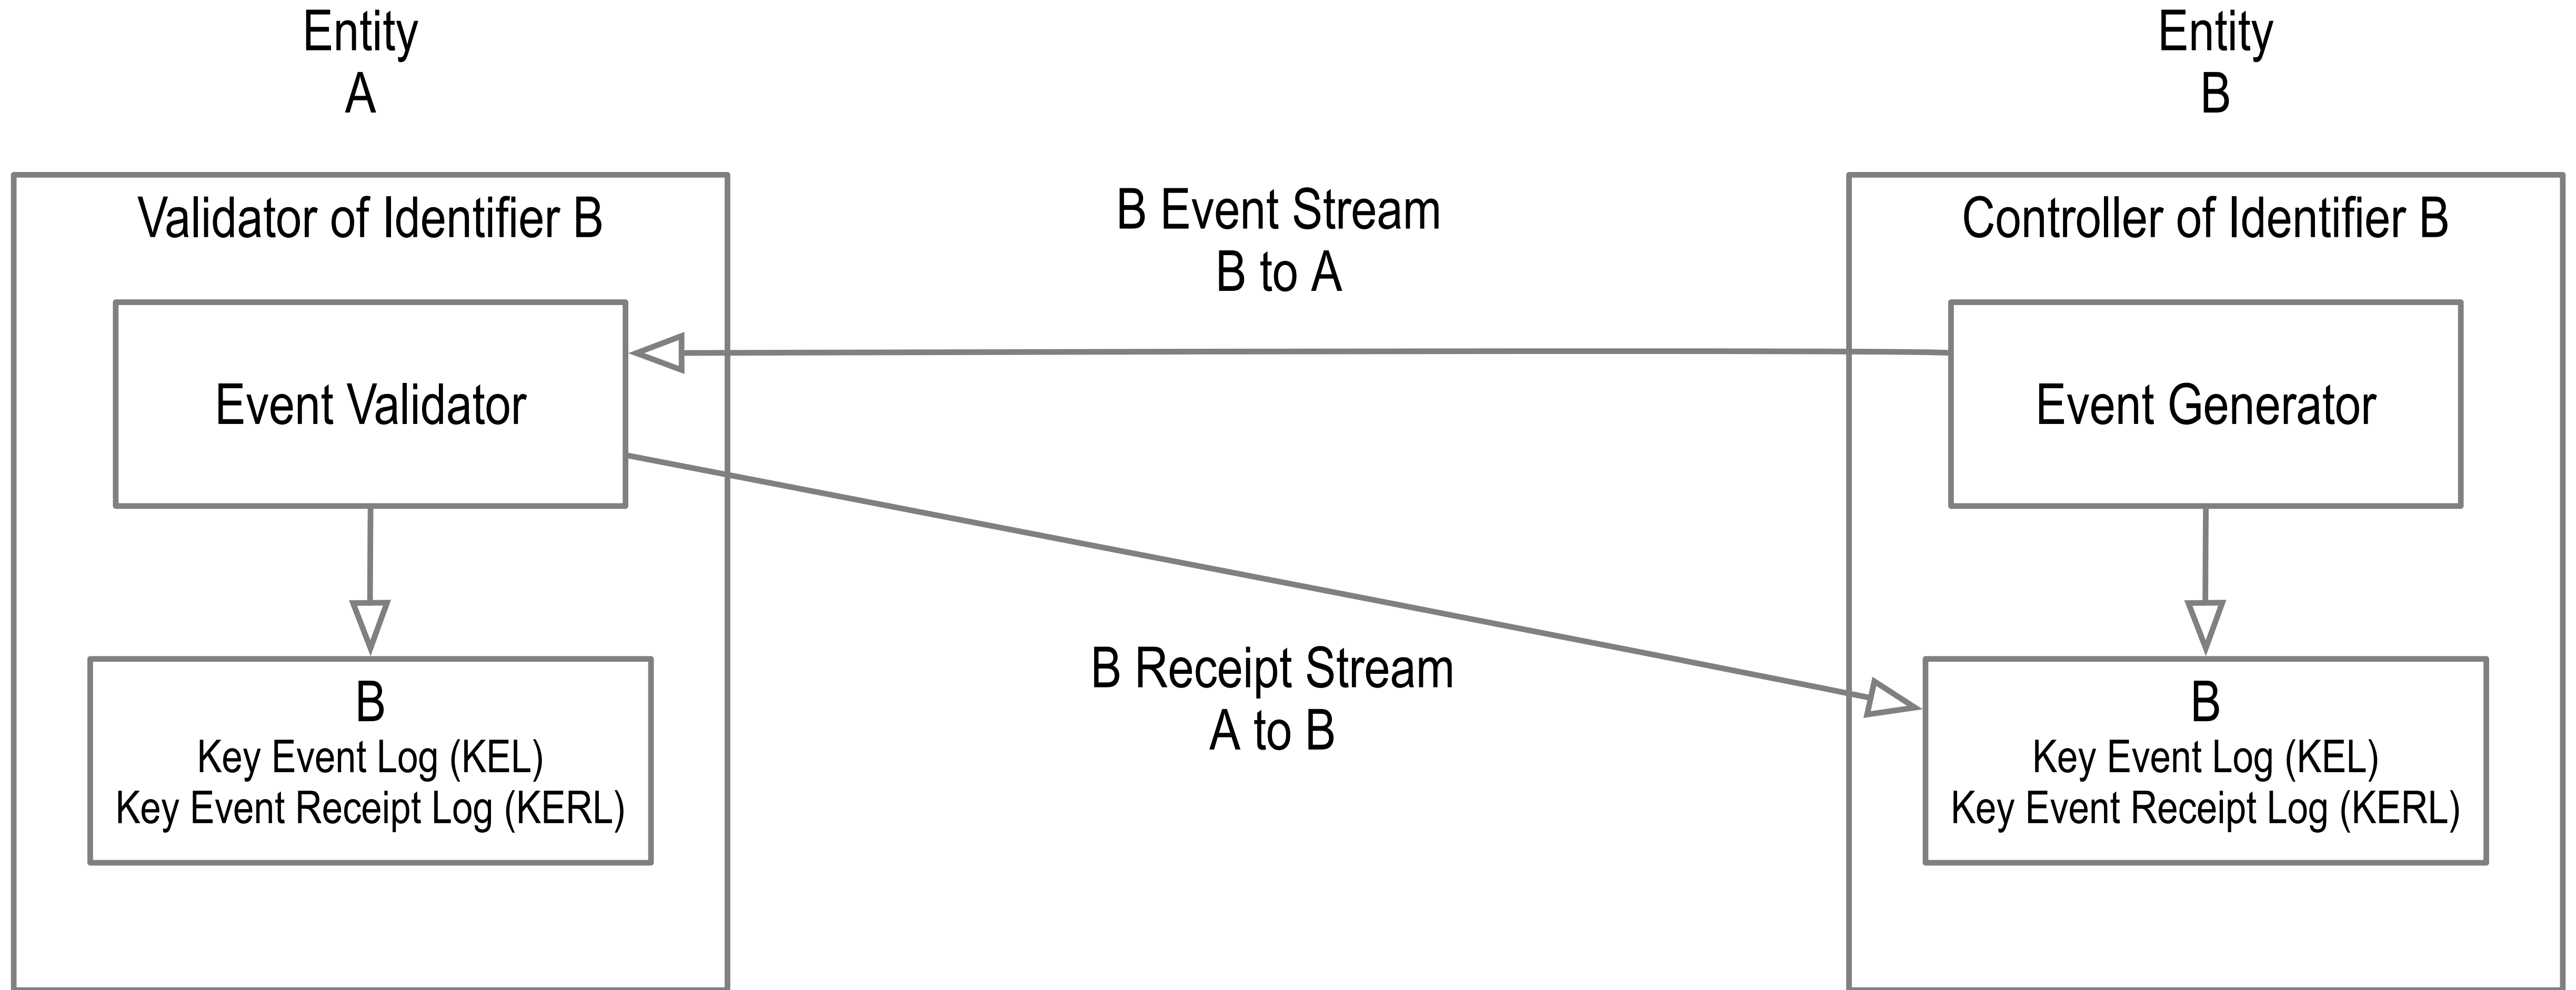 Entity
A
Entity
B
Validator of Identifier B
B Event Stream
B to A
Controller of Identifier B
Event Validator
Event Generator
B Receipt Stream
A to B
B
Key Event Log (KEL)
Key Event Receipt Log (KERL)
B
Key Event Log (KEL)
Key Event Receipt Log (KERL)